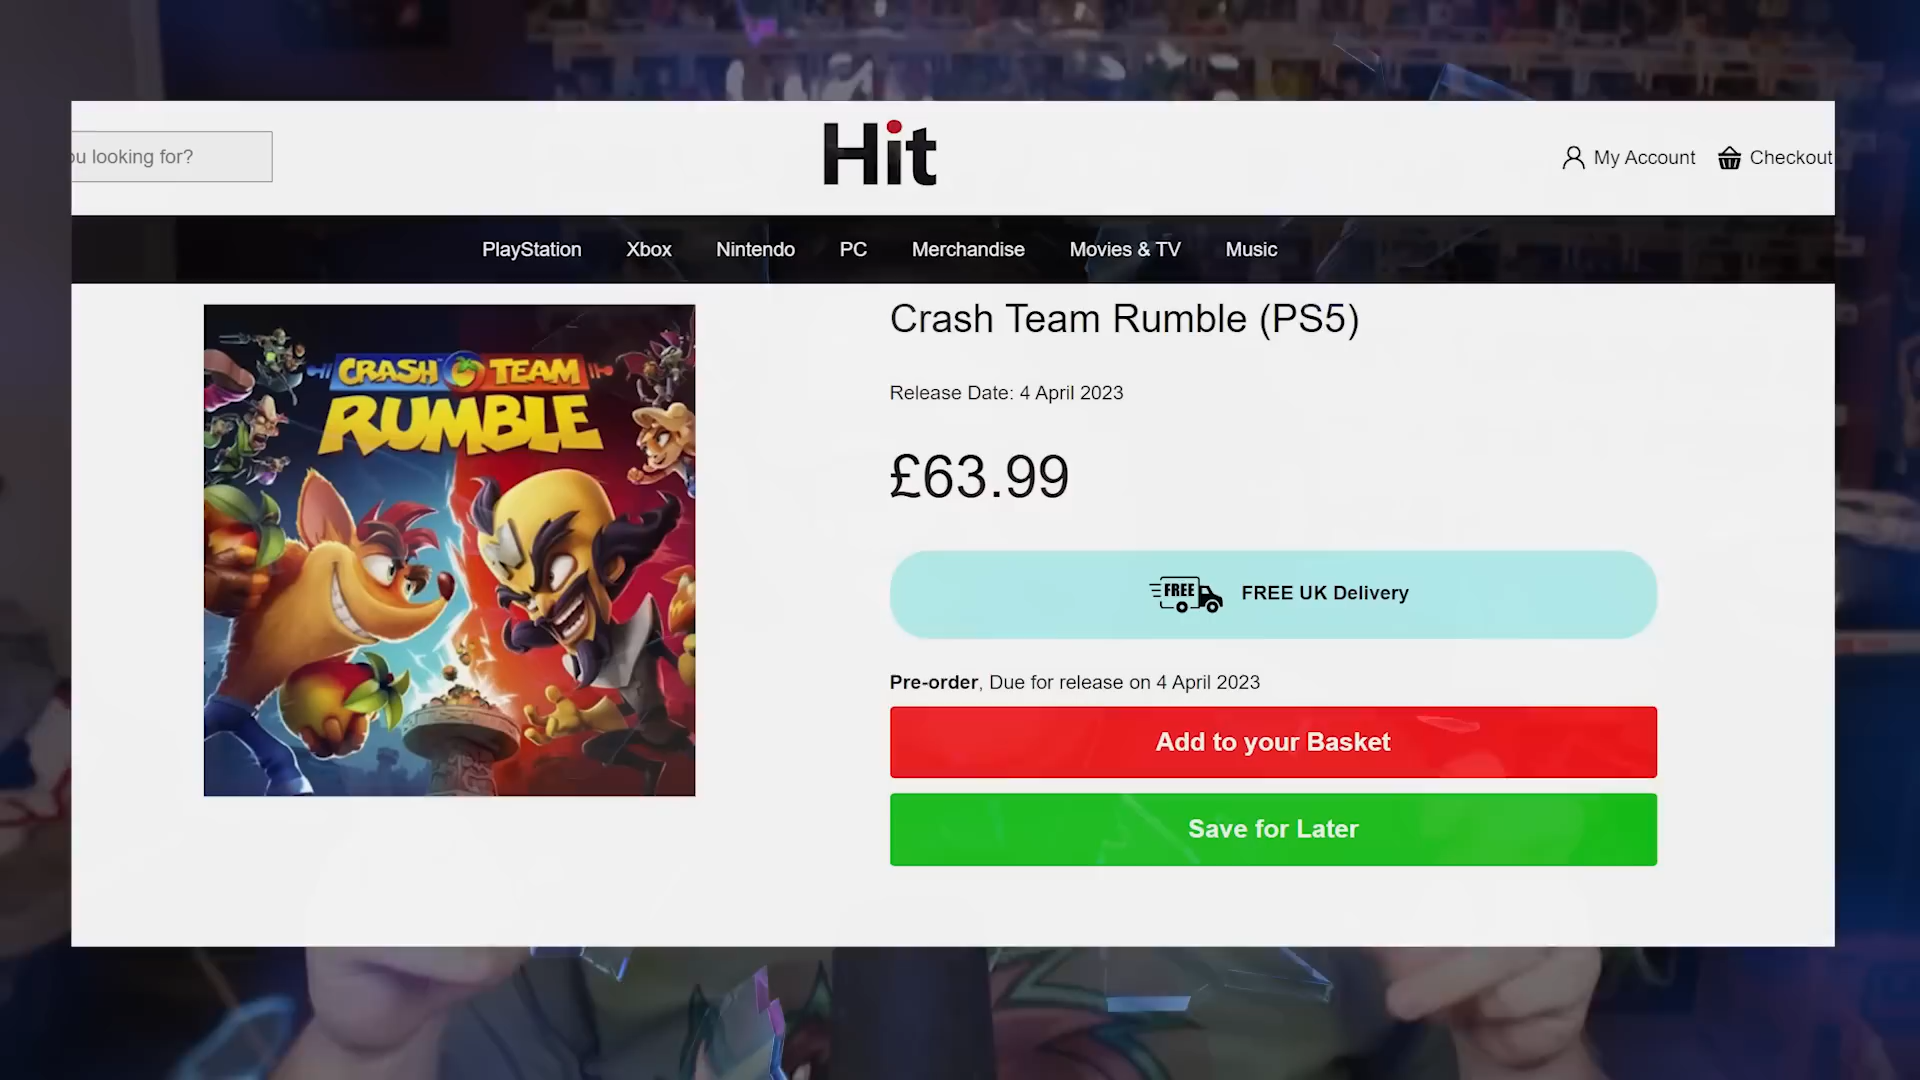 ou looking for?
Hit
My Account
Checkout
PlayStation
Xbox
Nintendo
PC
Merchandise
Movies & TV
Music
CRASH TEAM
RUMBLE
Crash Team Rumble (PS5)
Release Date: 4 April 2023
£63.99
FREE
FREE UK Delivery
Pre-order, Due for release on 4 April 2023
Add to your Basket
Save for Later